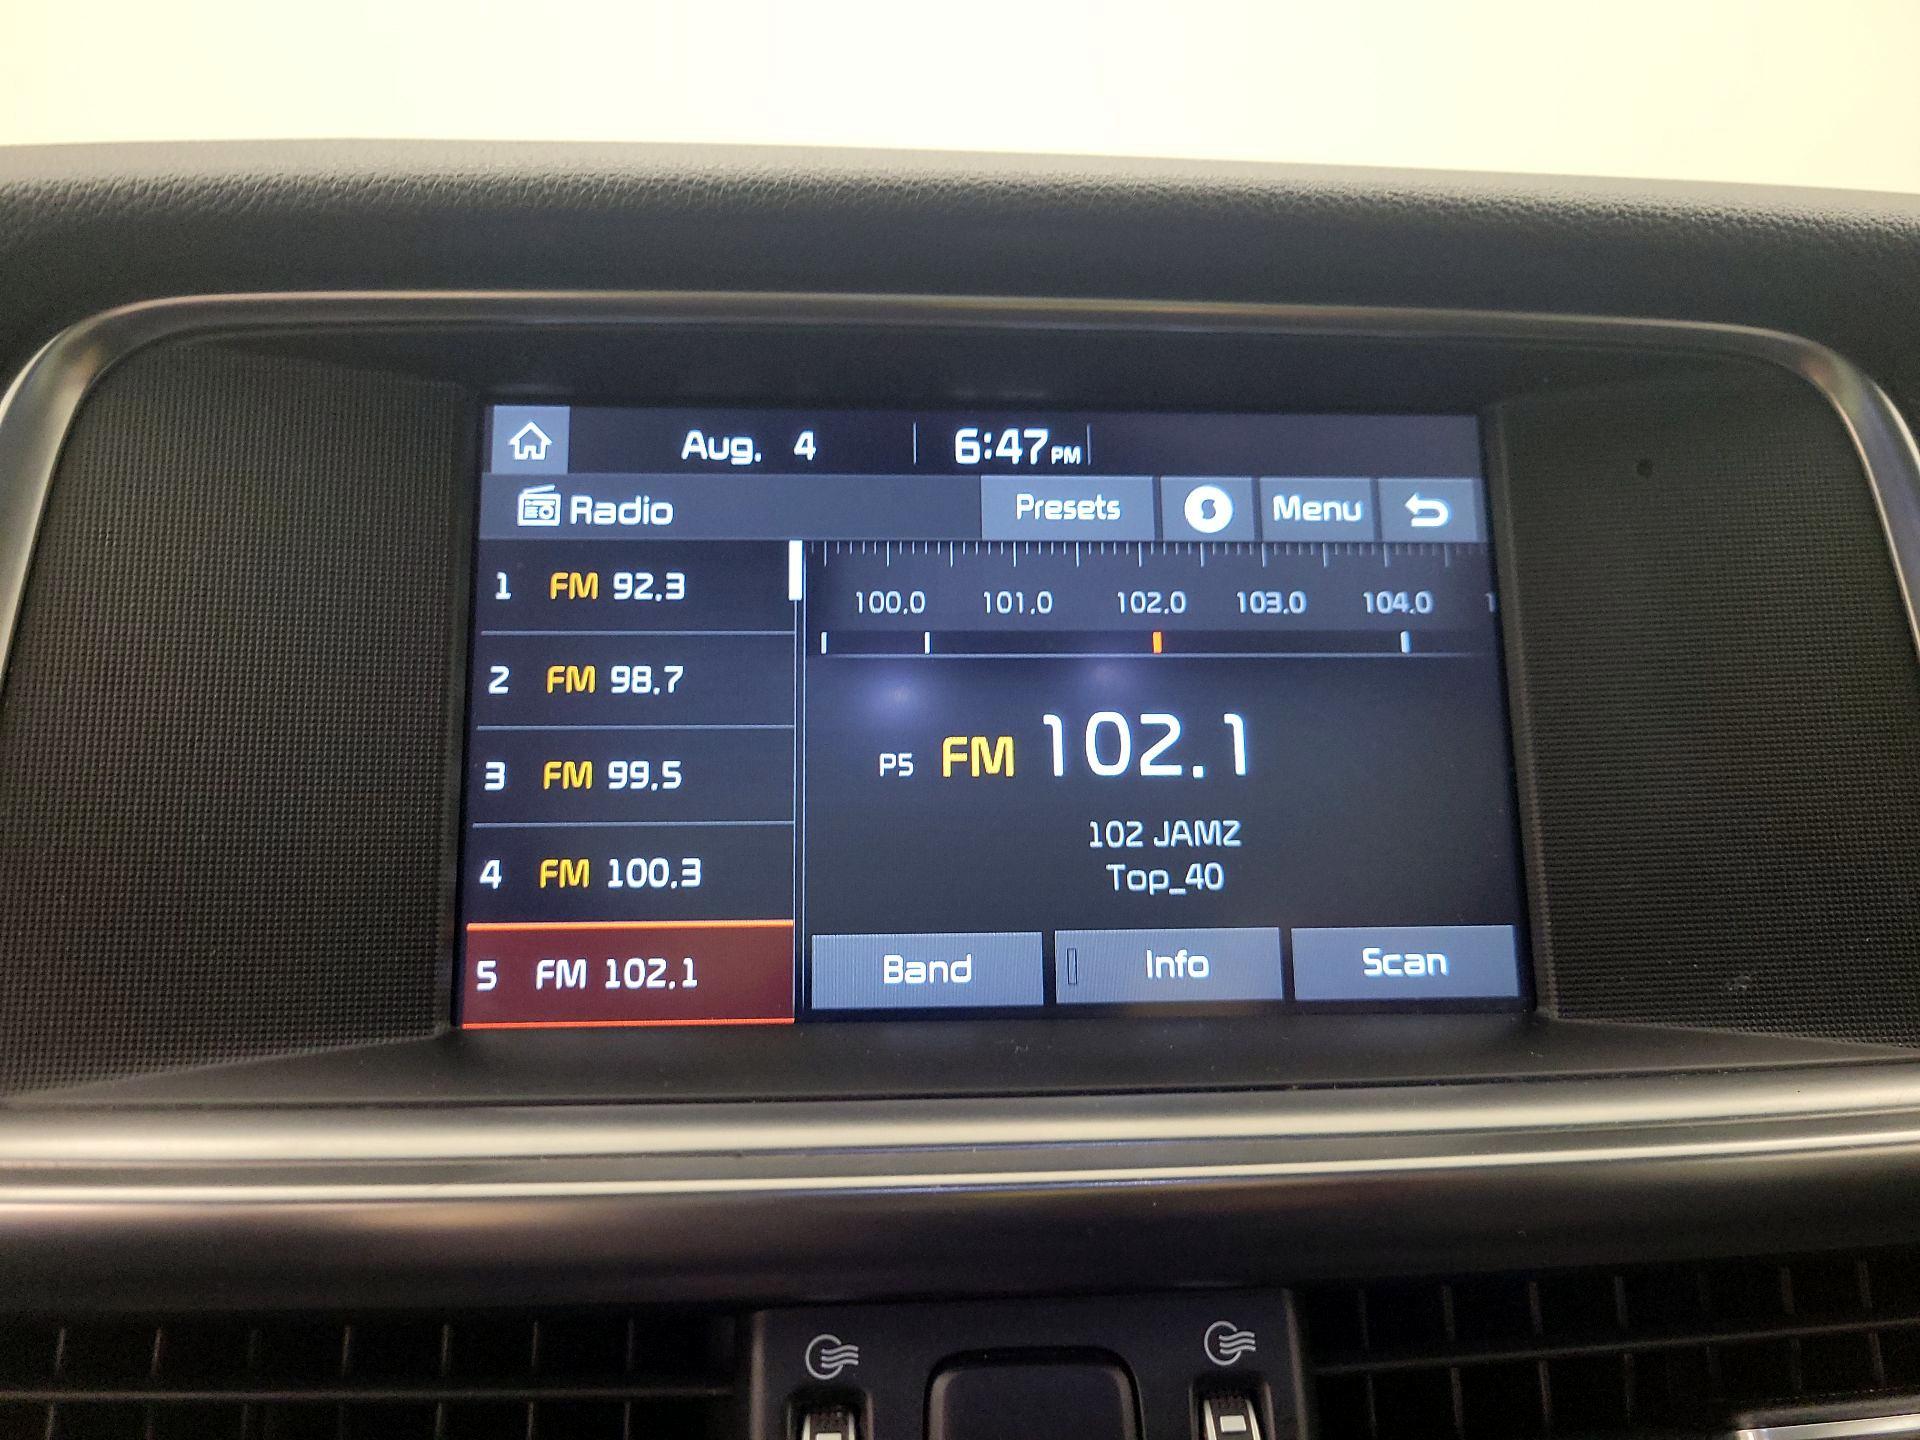 Aug. 4 6:47 PM
Radio Presets Menu
1 FM 92.3
2 FM 98.7
3 FM 99.5
4 FM 100.3
5 FM 102.1
100.0 101.0 102.0 103.0 104.0
P5 FM 102.1
102 JAMZ
Top_40
Band Info Scan